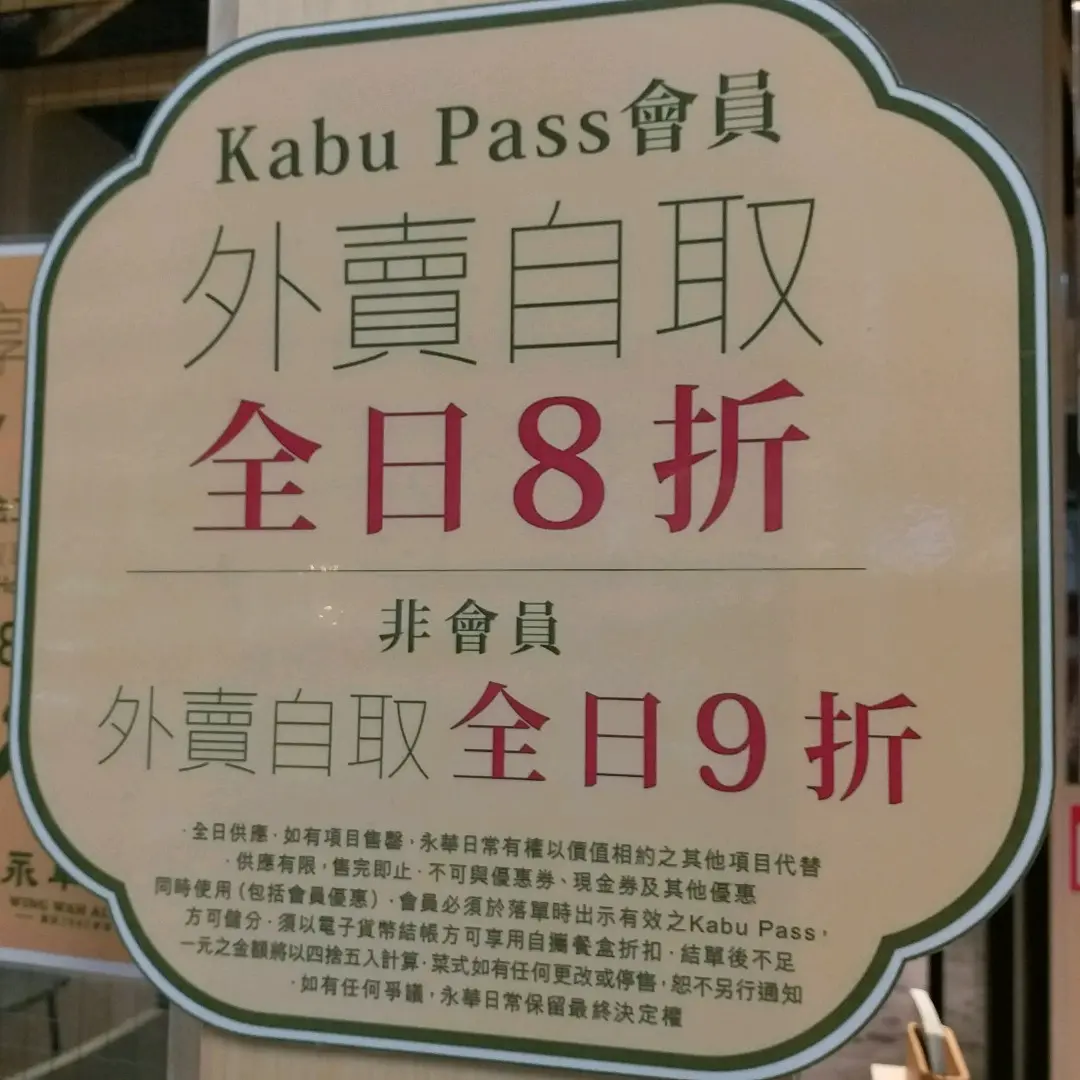 Kabu Pass會員
外賣自取
全日8折
非會員
外賣自取全日9折
·全日供應·如有項目售罄，永華日常有權以價值相約之其他項目代替
·供應有限，售完即止·不可與優惠券、現金券及其他優惠
同時使用(包括會員優惠)·會員必須於落單時出示有效之Kabu Pass，
方可儲分·須以電子貨幣結帳方可享用自攜餐盒折扣·結單後不足
一元之金額將以四捨五入計算·菜式如有任何更改或停售，恕不另行通知
·如有任何爭議，永華日常保留最終決定權
永